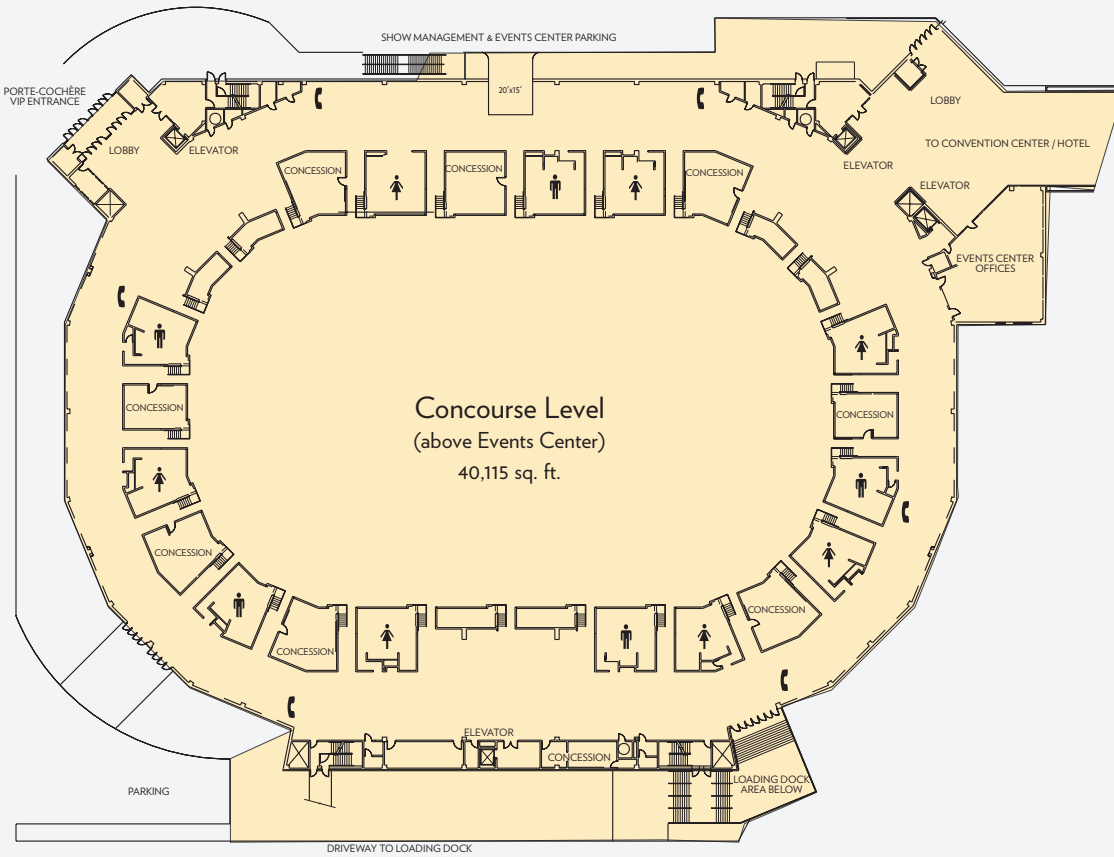 SHOW MANAGEMENT & EVENTS CENTER PARKING
PORTE-COCHÈRE
VIP ENTRANCE
20'x15'
LOBBY
LOBBY
ELEVATOR
TO CONVENTION CENTER / HOTEL
ELEVATOR
CONCESSION
CONCESSION
CONCESSION
ELEVATOR
EVENTS CENTER
OFFICES
CONCESSION
Concourse Level
(above Events Center)
40,115 sq. ft.
CONCESSION
CONCESSION
CONCESSION
CONCESSION
ELEVATOR
CONCESSION
PARKING
LOADING DOCK
AREA BELOW
DRIVEWAY TO LOADING DOCK